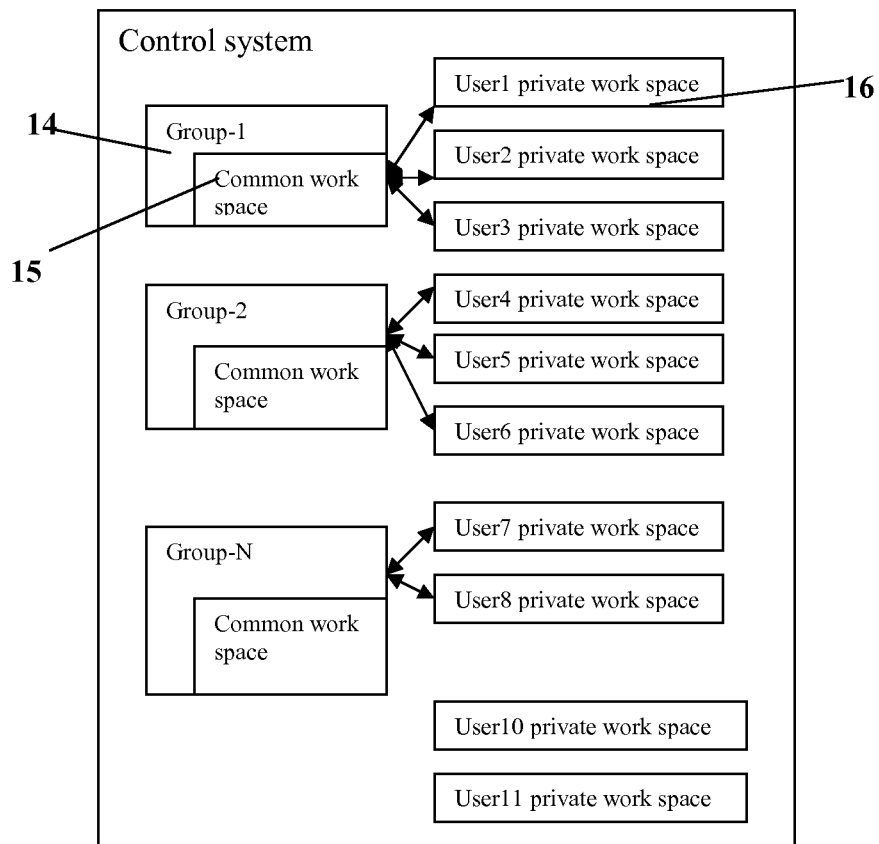 Control system
User1 private work space
16
14
Group-1
User2 private work space
Common work
space
User3 private work space
15
User4 private work space
Group-2
User5 private work space
Common work
space
User6 private work space
User7 private work space
Group-N
User8 private work space
Common work
space
User10 private work space
User11 private work space